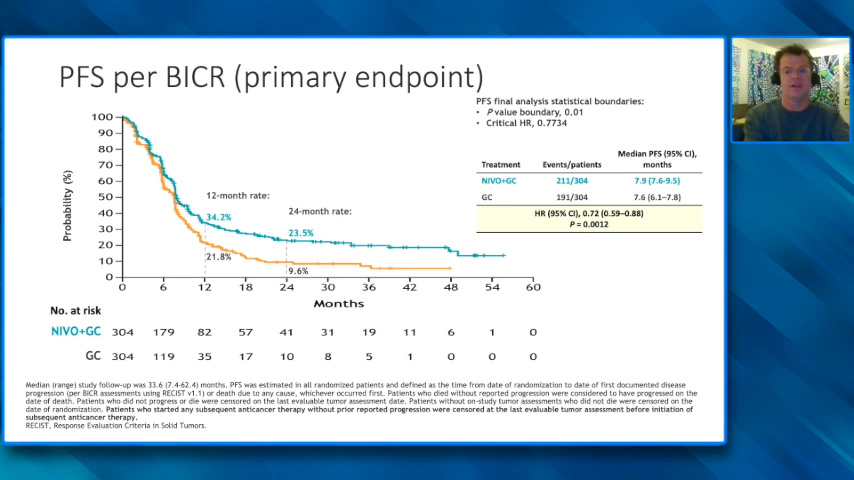 PFS per BICR (primary endpoint)
PFS final analysis statistical boundaries:
• P value boundary, 0.01
• Critical HR, 0.7734
Treatment Events/patients Median PFS (95% CI), months
NIVO+GC 211/304 7.9 (7.6-9.5)
GC 191/304 7.6 (6.1–7.8)
HR (95% CI), 0.72 (0.59–0.88)
P = 0.0012
Probability (%)
100
90
80
70
60
50
40
30
20
10
0
12-month rate:
34.2%
21.8%
24-month rate:
23.5%
9.6%
0 6 12 18 24 30 36 42 48 54 60
Months
No. at risk
NIVO+GC 304 179 82 57 41 31 19 11 6 1 0
GC 304 119 35 17 10 8 5 1 0 0 0
Median (range) study follow-up was 33.6 (7.4-62.4) months. PFS was estimated in all randomized patients and defined as the time from date of randomization to date of first documented disease
progression (per BICR assessments using RECIST v1.1) or death due to any cause, whichever occurred first. Patients who died without reported progression were considered to have progressed on the
date of death. Patients who did not progress or die were censored on the last evaluable tumor assessment date. Patients without on-study tumor assessments who did not die were censored on the
date of randomization. Patients who started any subsequent anticancer therapy without prior reported progression were censored at the last evaluable tumor assessment before initiation of
subsequent anticancer therapy.
RECIST, Response Evaluation Criteria in Solid Tumors.